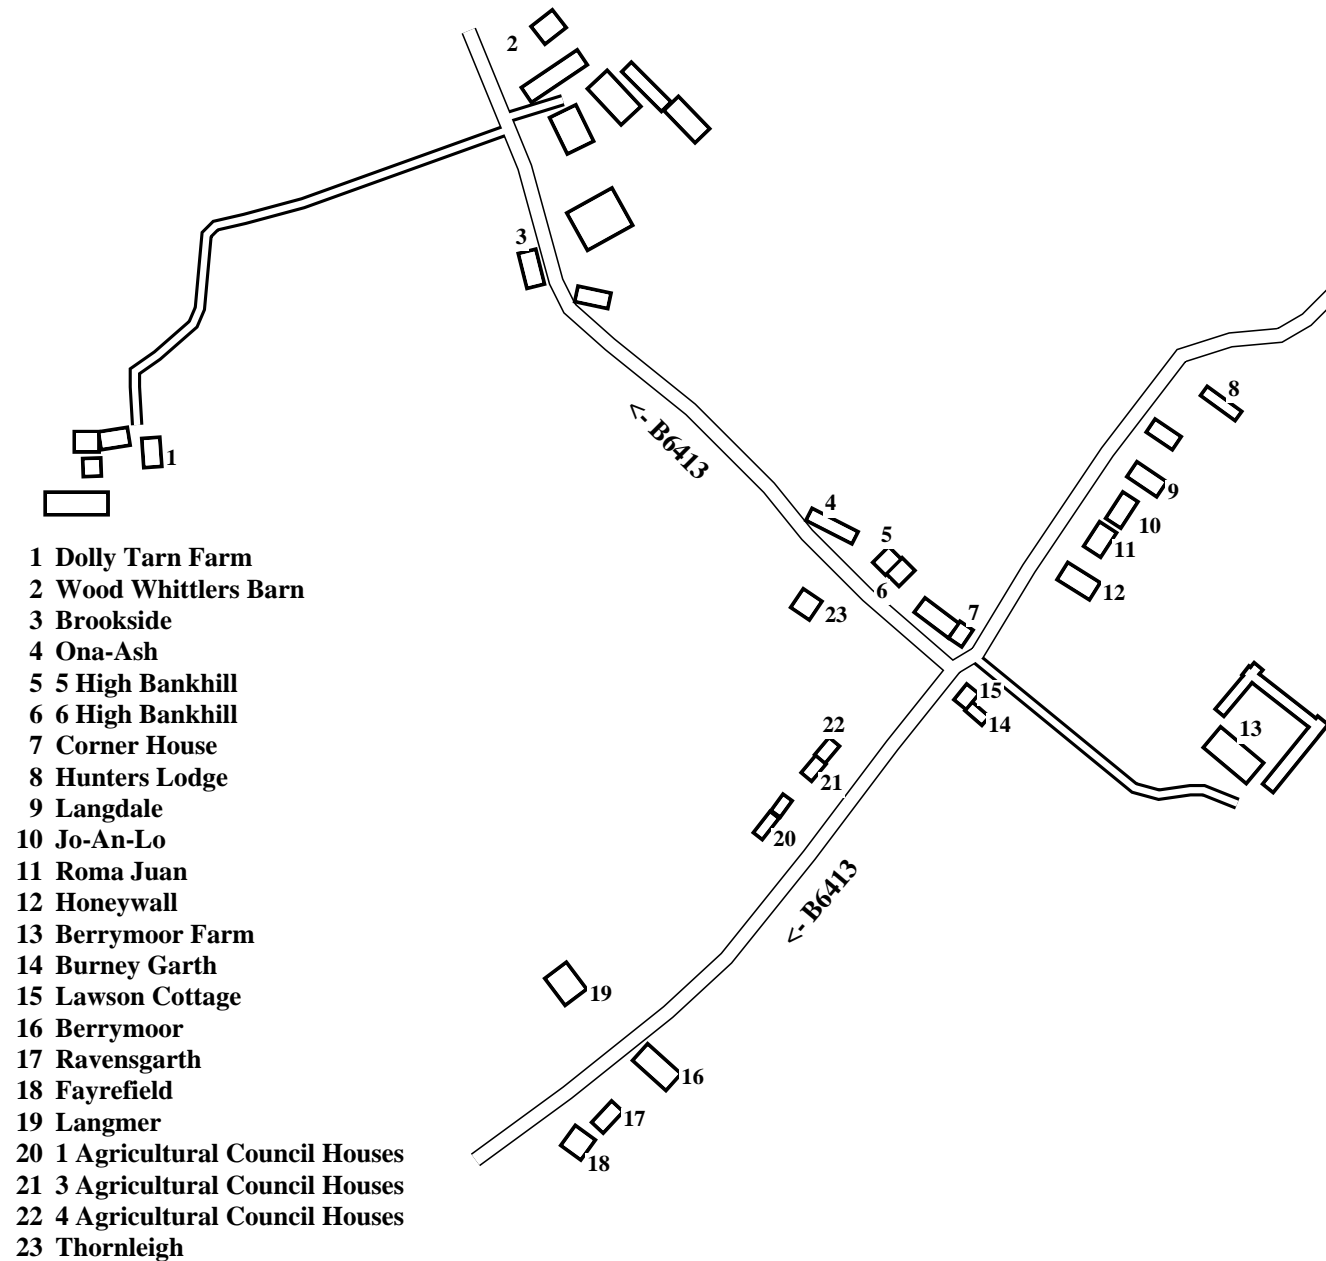 2
3
8
<- B6413
1
9
4
10
5
11
6
12
23
7
15
14
13
22
21
20
<- B6413
19
16
17
18
1 Dolly Tarn Farm
2 Wood Whittlers Barn
3 Brookside
4 Ona-Ash
5 5 High Bankhill
6 6 High Bankhill
7 Corner House
8 Hunters Lodge
9 Langdale
10 Jo-An-Lo
11 Roma Juan
12 Honeywall
13 Berrymoor Farm
14 Burney Garth
15 Lawson Cottage
16 Berrymoor
17 Ravensgarth
18 Fayrefield
19 Langmer
20 1 Agricultural Council Houses
21 3 Agricultural Council Houses
22 4 Agricultural Council Houses
23 Thornleigh